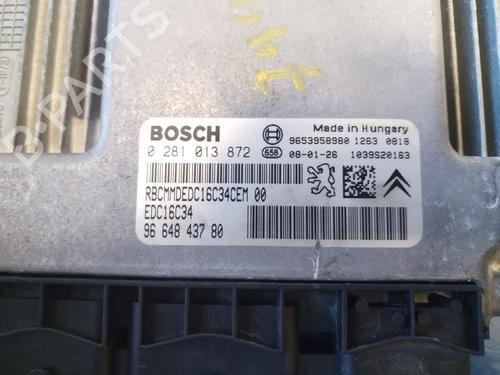 BOSCH
Made in Hungary
9653958980 1263 0818
0 281 013 872 658 08-01-26 1039S20163
RBCMMDEDC16C34CEM 00
EDC16C34
96 648 437 80